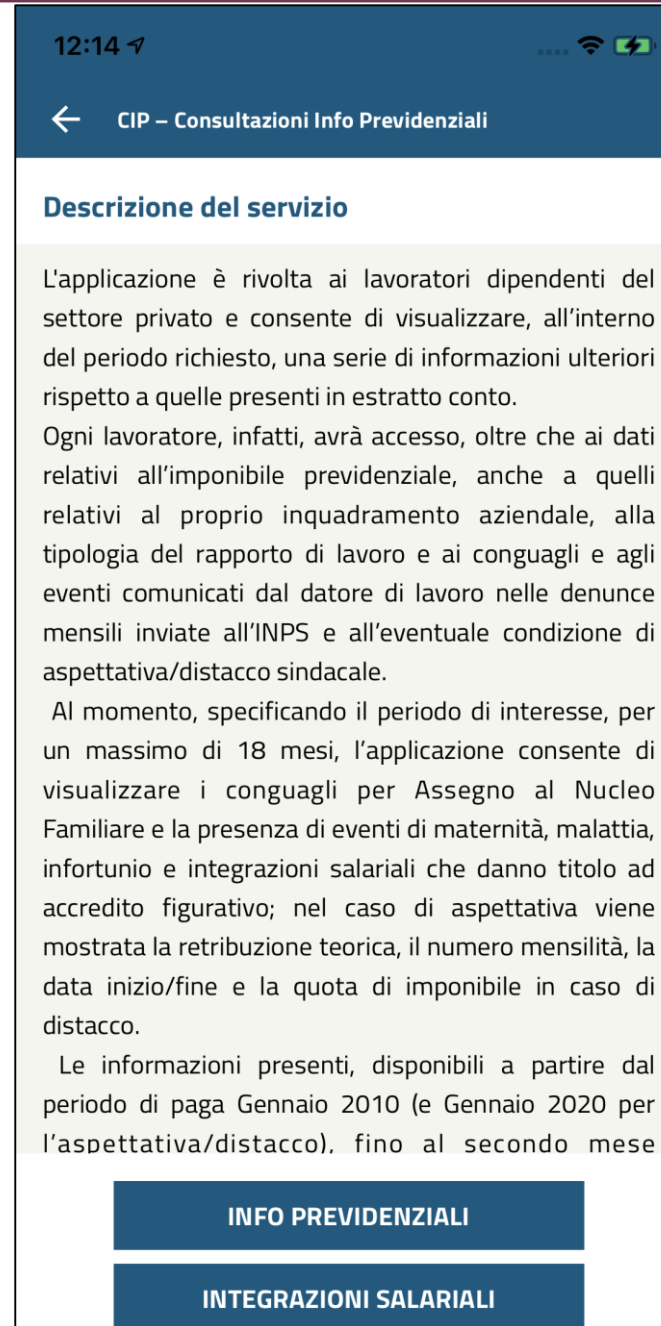 12:14
CIP – Consultazioni Info Previdenziali
Descrizione del servizio
L'applicazione è rivolta ai lavoratori dipendenti del
settore privato e consente di visualizzare, all’interno
del periodo richiesto, una serie di informazioni ulteriori
rispetto a quelle presenti in estratto conto.
Ogni lavoratore, infatti, avrà accesso, oltre che ai dati
relativi all’imponibile previdenziale, anche a quelli
relativi al proprio inquadramento aziendale, alla
tipologia del rapporto di lavoro e ai conguagli e agli
eventi comunicati dal datore di lavoro nelle denunce
mensili inviate all’INPS e all’eventuale condizione di
aspettativa/distacco sindacale.
Al momento, specificando il periodo di interesse, per
un massimo di 18 mesi, l’applicazione consente di
visualizzare i conguagli per Assegno al Nucleo
Familiare e la presenza di eventi di maternità, malattia,
infortunio e integrazioni salariali che danno titolo ad
accredito figurativo; nel caso di aspettativa viene
mostrata la retribuzione teorica, il numero mensilità, la
data inizio/fine e la quota di imponibile in caso di
distacco.
Le informazioni presenti, disponibili a partire dal
periodo di paga Gennaio 2010 (e Gennaio 2020 per
l’aspettativa/distacco), fino al secondo mese
INFO PREVIDENZIALI
INTEGRAZIONI SALARIALI